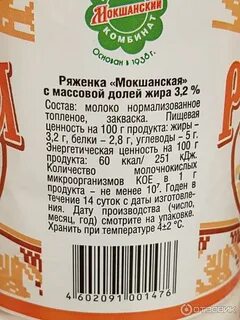 Мокшанский
КОМБИНАТ
Основан в 1938 г.
Ряженка «Мокшанская»
с массовой долей жира 3,2 %
Состав: молоко нормализованное
топленое, закваска. Пищевая
ценность на 100 г продукта: жиры –
3,2 г, белки – 2,8 г, углеводы – 5 г.
Энергетическая ценность на 100 г
продукта: 60 ккал/ 251 кДж.
Количество молочнокислых
микроорганизмов КОЕ в 1 г
продукта – не менее 10⁷. Годен в
течение 14 суток с даты изготовле-
ния. Дату производства (число,
месяц, год) смотрите на упаковке.
Хранить при температуре 4±2 °С.
4 602091 001476